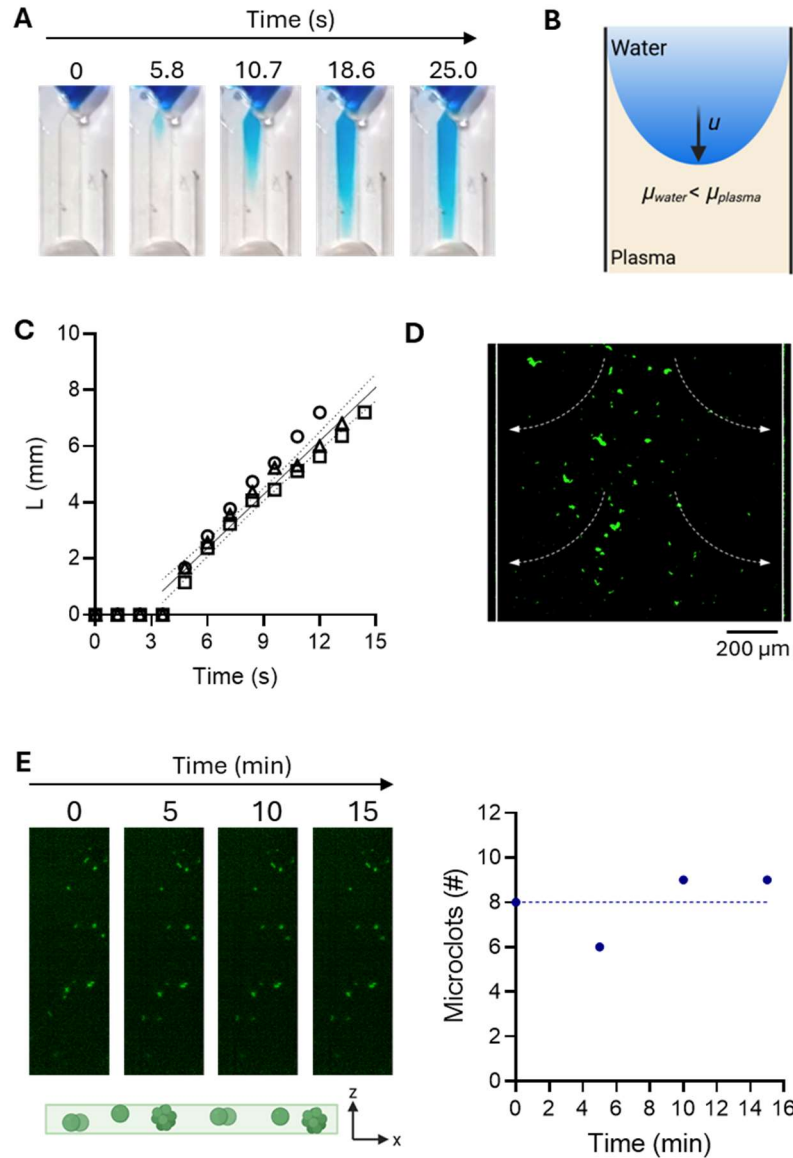 A
Time (s)
0 5.8 10.7 18.6 25.0
B
Water
u
μwater < μplasma
Plasma
C
10
8
6
4
2
0
L (mm)
0 3 6 9 12 15
Time (s)
D
200 μm
E
Time (min)
0 5 10 15
z
x
12
10
8
6
4
2
0
Microclots (#)
0 2 4 6 8 10 12 14 16
Time (min)